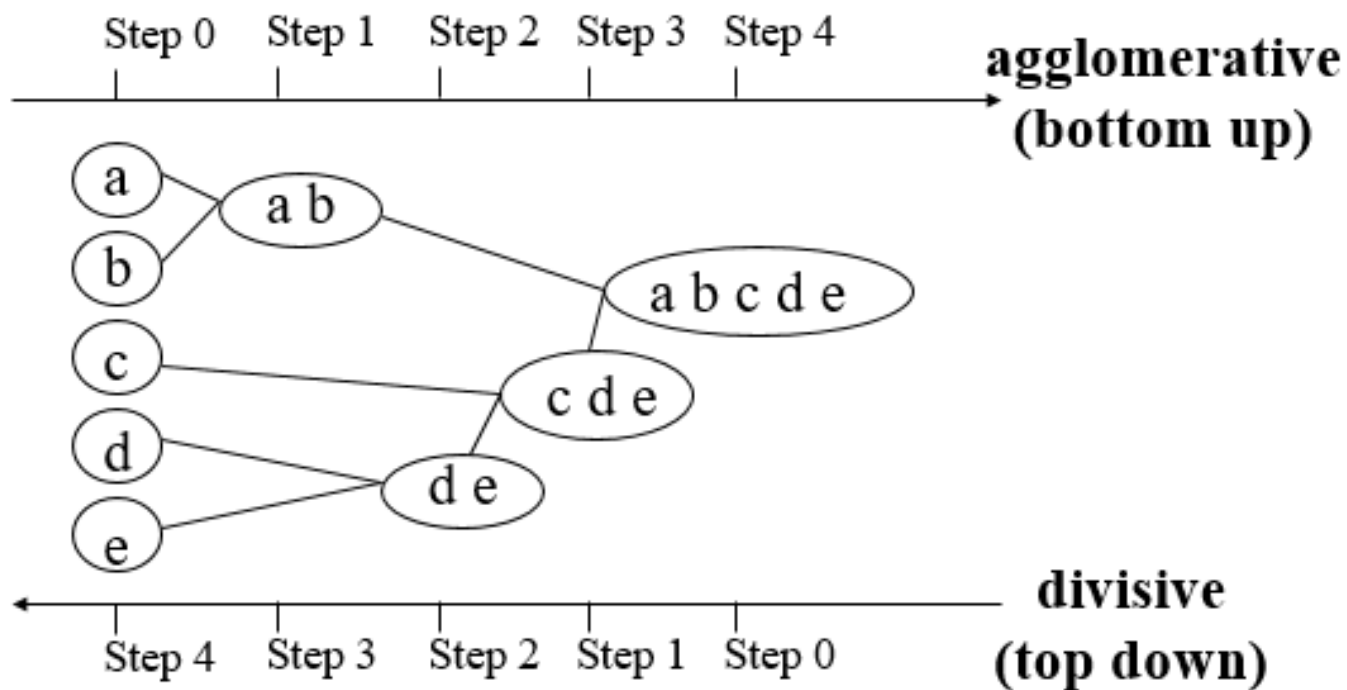 Step 0 Step 1 Step 2 Step 3 Step 4
agglomerative
(bottom up)
a
a b
b
a b c d e
c
c d e
d
d e
e
divisive
(top down)
Step 4 Step 3 Step 2 Step 1 Step 0